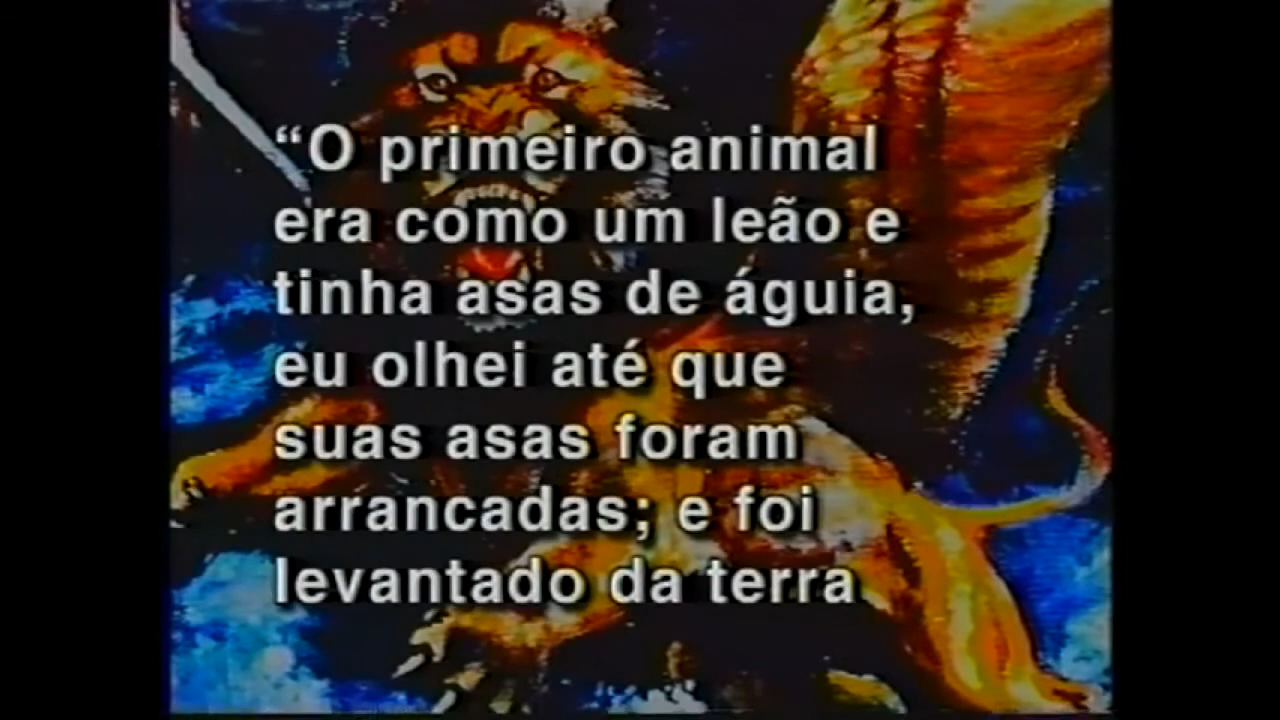 “O primeiro animal
era como um leão e
tinha asas de águia,
eu olhei até que
suas asas foram
arrancadas; e foi
levantado da terra